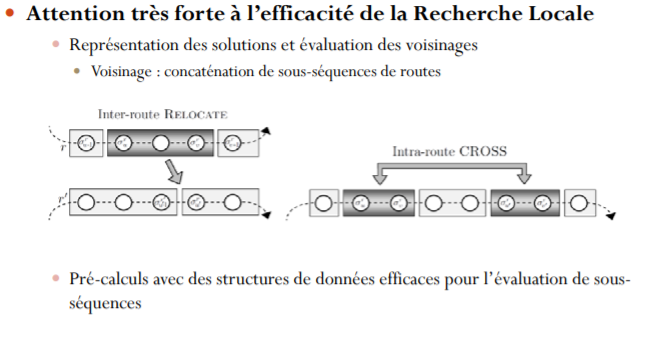 Attention très forte à l'efficacité de la Recherche Locale
Représentation des solutions et évaluation des voisinages
Voisinage : concaténation de sous-séquences de routes
Inter-route RELOCATE
r
Intra-route CROSS
r'
Pré-calculs avec des structures de données efficaces pour l'évaluation de sous-
séquences